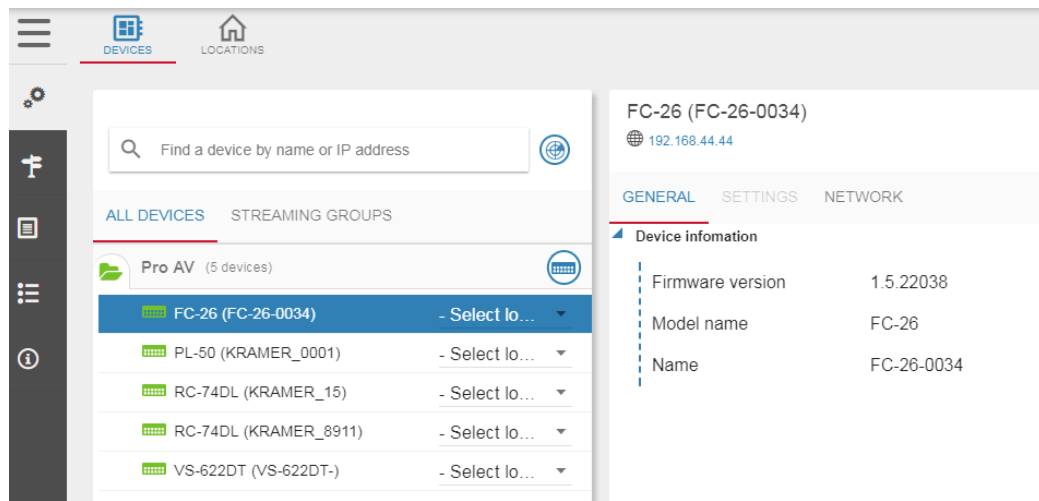 DEVICES
LOCATIONS
Find a device by name or IP address
ALL DEVICES STREAMING GROUPS
Pro AV (5 devices)
FC-26 (FC-26-0034) - Select lo...
PL-50 (KRAMER_0001) - Select lo...
RC-74DL (KRAMER_15) - Select lo...
RC-74DL (KRAMER_8911) - Select lo...
VS-622DT (VS-622DT-) - Select lo...
FC-26 (FC-26-0034)
192.168.44.44
GENERAL SETTINGS NETWORK
Device infomation
Firmware version 1.5.22038
Model name FC-26
Name FC-26-0034